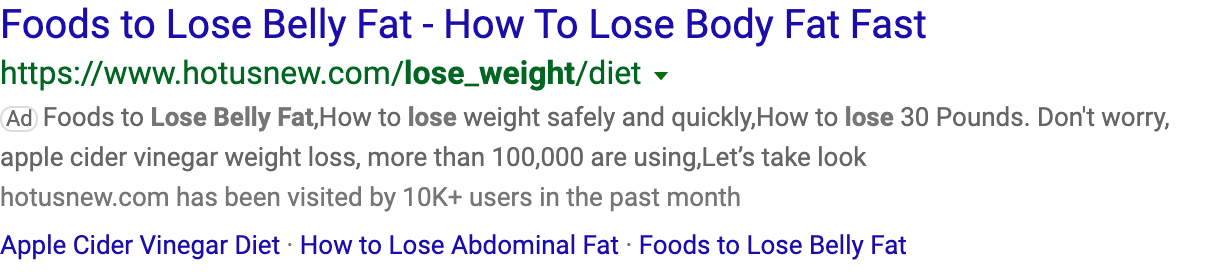 Foods to Lose Belly Fat - How To Lose Body Fat Fast
https://www.hotusnew.com/lose_weight/diet
Ad Foods to Lose Belly Fat,How to lose weight safely and quickly,How to lose 30 Pounds. Don't worry,
apple cider vinegar weight loss, more than 100,000 are using,Let’s take look
hotusnew.com has been visited by 10K+ users in the past month
Apple Cider Vinegar Diet · How to Lose Abdominal Fat · Foods to Lose Belly Fat